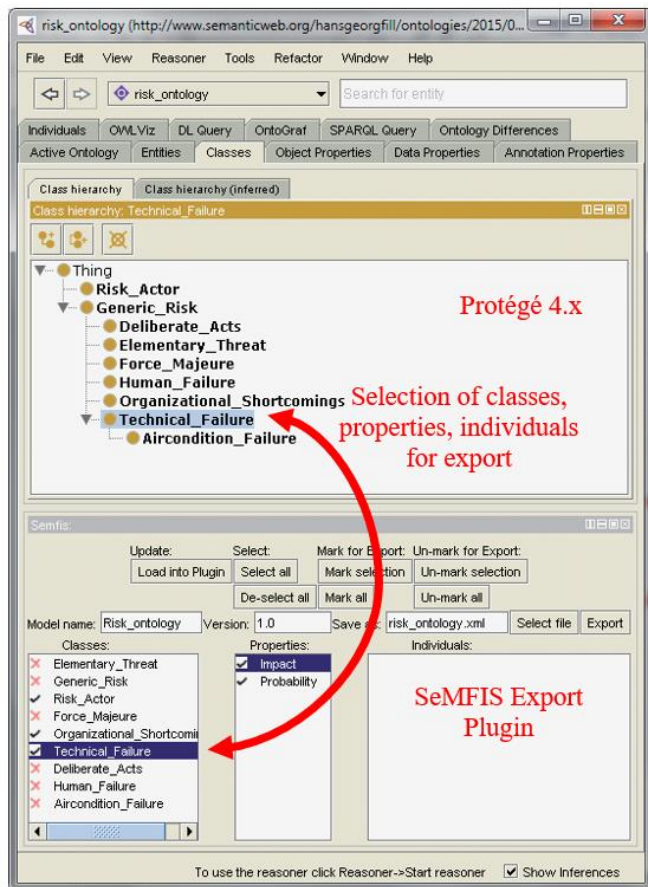 risk_ontology (http://www.semanticweb.org/hansgeorgfill/ontologies/2015/0...
File Edit View Reasoner Tools Refactor Window Help
risk_ontology Search for entity
Individuals OWLViz DL Query OntoGraf SPARQL Query Ontology Differences
Active Ontology Entities Classes Object Properties Data Properties Annotation Properties
Class hierarchy Class hierarchy (inferred)
Class hierarchy: Technical_Failure
Thing
Risk_Actor
Generic_Risk
Deliberate_Acts
Elementary_Threat
Force_Majeure
Human_Failure
Organizational_Shortcomings
Technical_Failure
Aircondition_Failure
Protégé 4.x
Selection of classes,
properties, individuals
for export
Semfis:
Update: Select: Mark for Export: Un-mark for Export:
Load into Plugin Select all Mark selection Un-mark selection
De-select all Mark all Un-mark all
Model name: Risk_ontology Version: 1.0 Save as: risk_ontology.xml Select file Export
Classes: Properties: Individuals:
Elementary_Threat
Generic_Risk
Risk_Actor
Force_Majeure
Organizational_Shortcomi
Technical_Failure
Deliberate_Acts
Human_Failure
Aircondition_Failure
Impact
Probability
SeMFIS Export
Plugin
To use the reasoner click Reasoner->Start reasoner Show Inferences